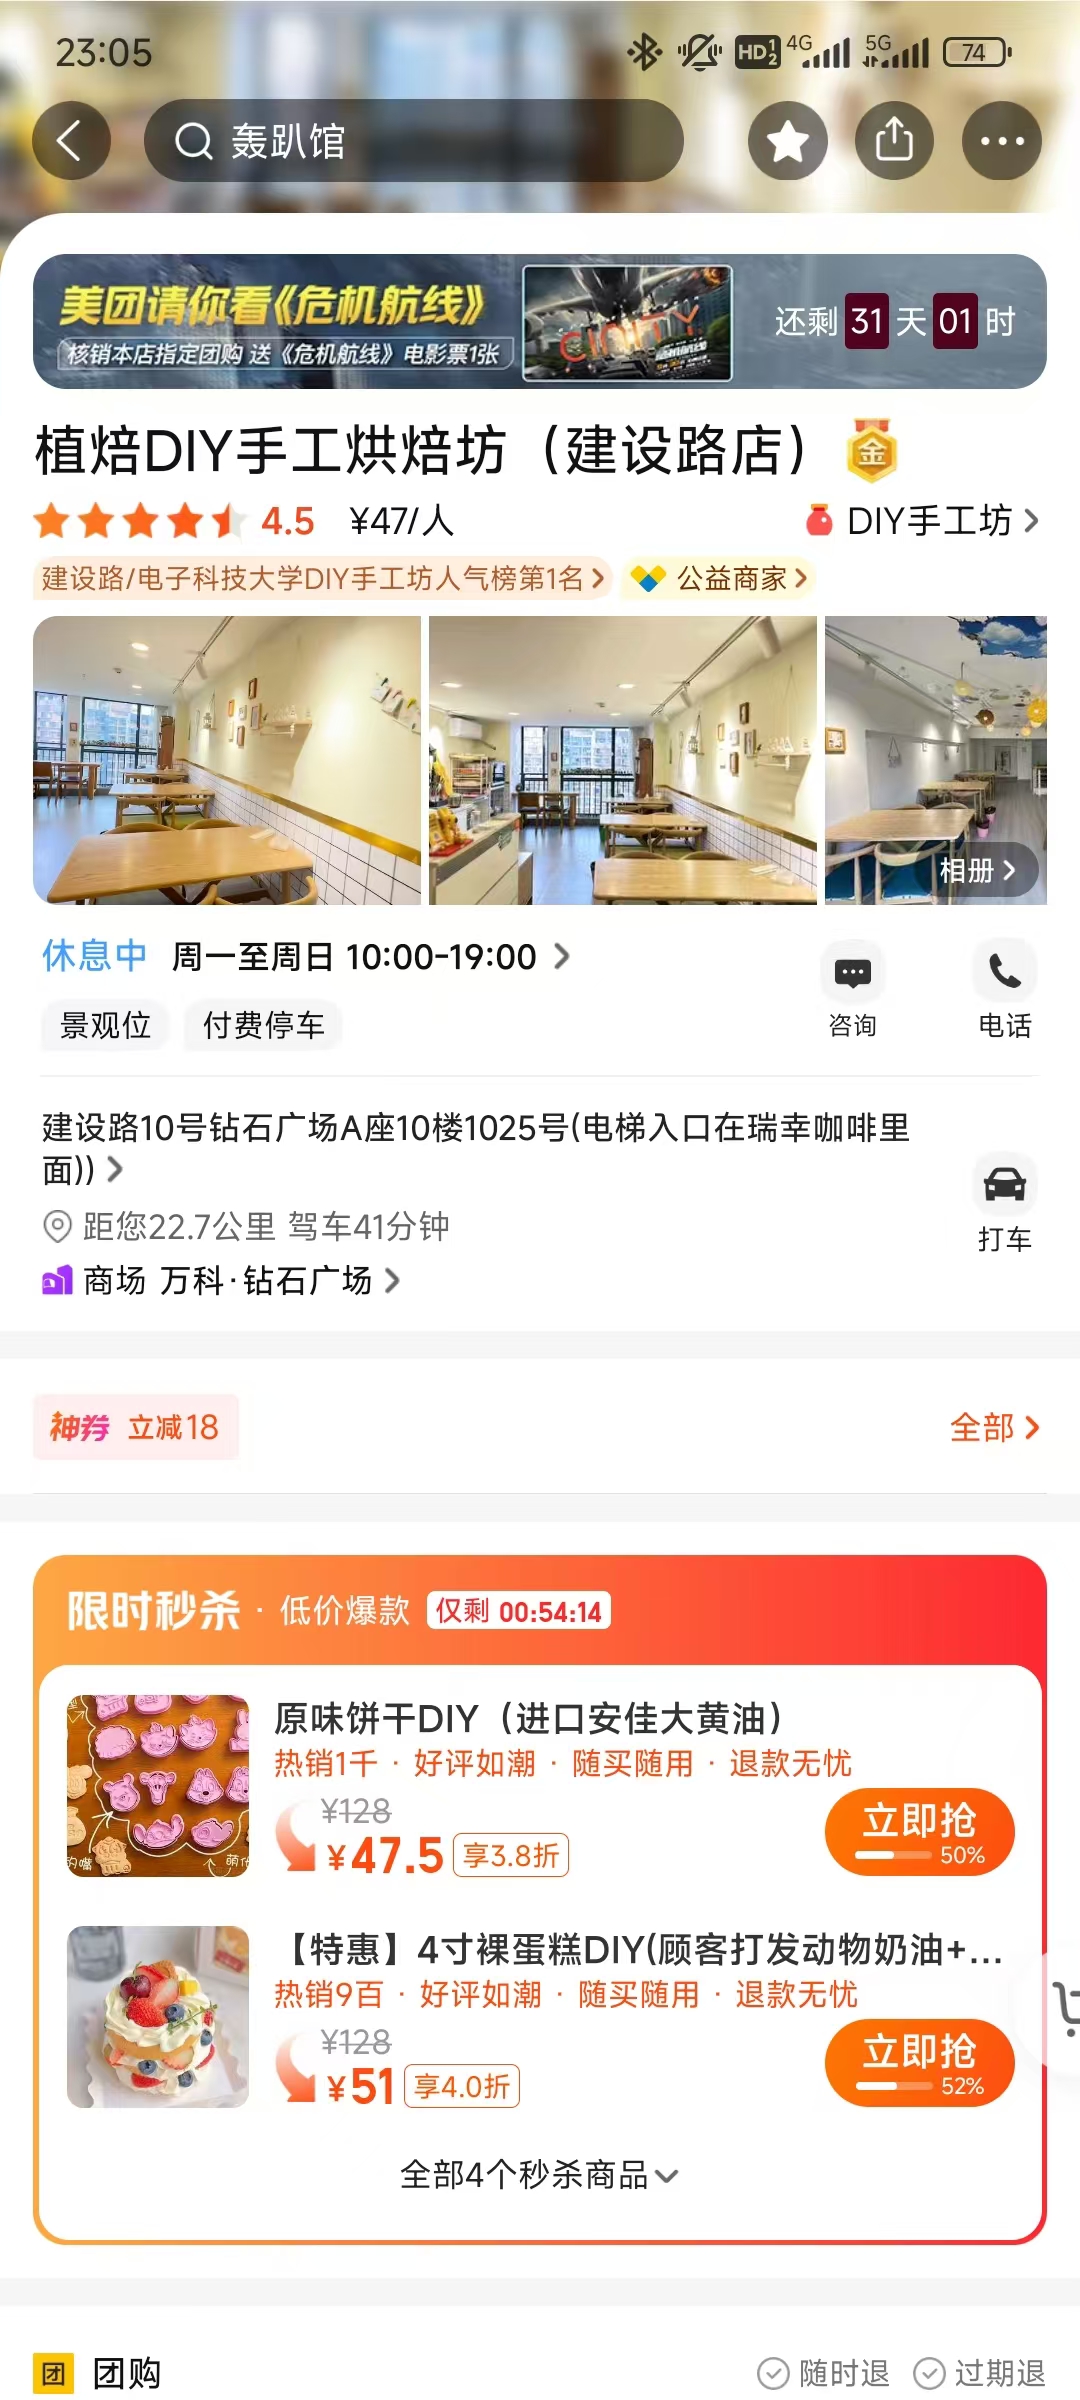 23:05 HD 1 2 4G 5G 74
轰趴馆
美团请你看《危机航线》
核销本店指定团购 送《危机航线》电影票1张
还剩 31 天 01 时
植焙DIY手工烘焙坊（建设路店） 金
4.5 ¥47/人 DIY手工坊
建设路/电子科技大学DIY手工坊人气榜第1名 公益商家
相册
休息中 周一至周日 10:00-19:00
景观位 付费停车 咨询 电话
建设路10号钻石广场A座10楼1025号(电梯入口在瑞幸咖啡里
面))
距您22.7公里 驾车41分钟
打车
商场 万科·钻石广场
神券 立减18 全部
限时秒杀 · 低价爆款 仅剩 00:54:14
原味饼干DIY（进口安佳大黄油）
热销1千 · 好评如潮 · 随买随用 · 退款无忧
¥128
¥47.5 享3.8折
立即抢
50%
【特惠】4寸裸蛋糕DIY(顾客打发动物奶油+...
热销9百 · 好评如潮 · 随买随用 · 退款无忧
¥128
¥51 享4.0折
立即抢
52%
全部4个秒杀商品
团 团购 随时退 过期退